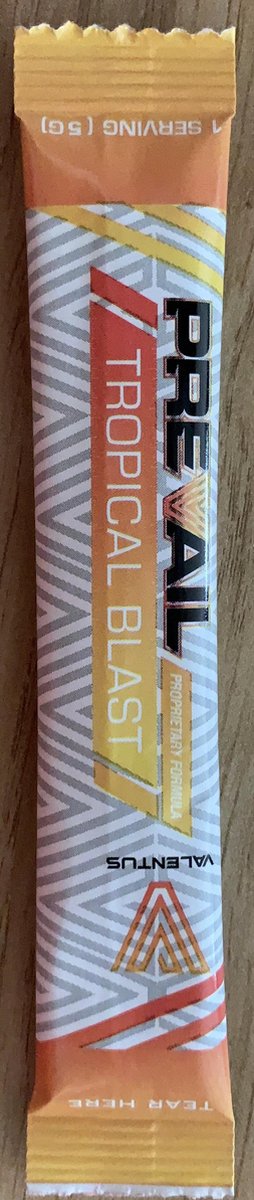 1 SERVING (5G)
PREVAIL
TROPICAL BLAST
PROPRIETARY FORMULA
VALENTUS
TEAR HERE